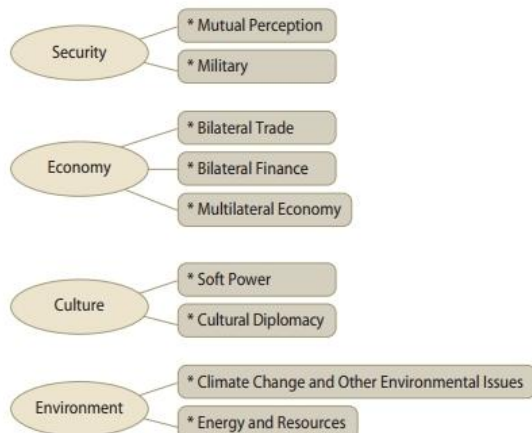 Security
* Mutual Perception
* Military
Economy
* Bilateral Trade
* Bilateral Finance
* Multilateral Economy
Culture
* Soft Power
* Cultural Diplomacy
Environment
* Climate Change and Other Environmental Issues
* Energy and Resources